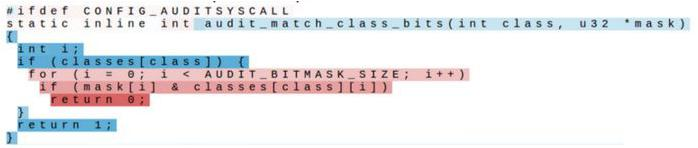 #ifdef CONFIG_AUDITSYSCALL
static inline int audit_match_class_bits(int class, u32 *mask)
{
int i;
if (classes[class]) {
for (i = 0; i < AUDIT_BITMASK_SIZE; i++)
if (mask[i] & classes[class][i])
return 0;
}
return 1;
}